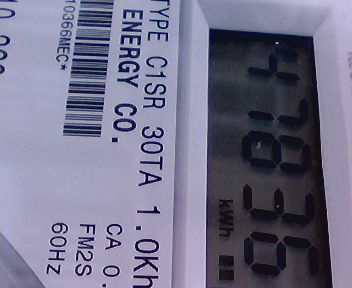 47836
kWh
TYPE C1SR 30TA 1.0Kh
ENERGY CO.
CA 0.
FM2S
10366MEC*
60Hz